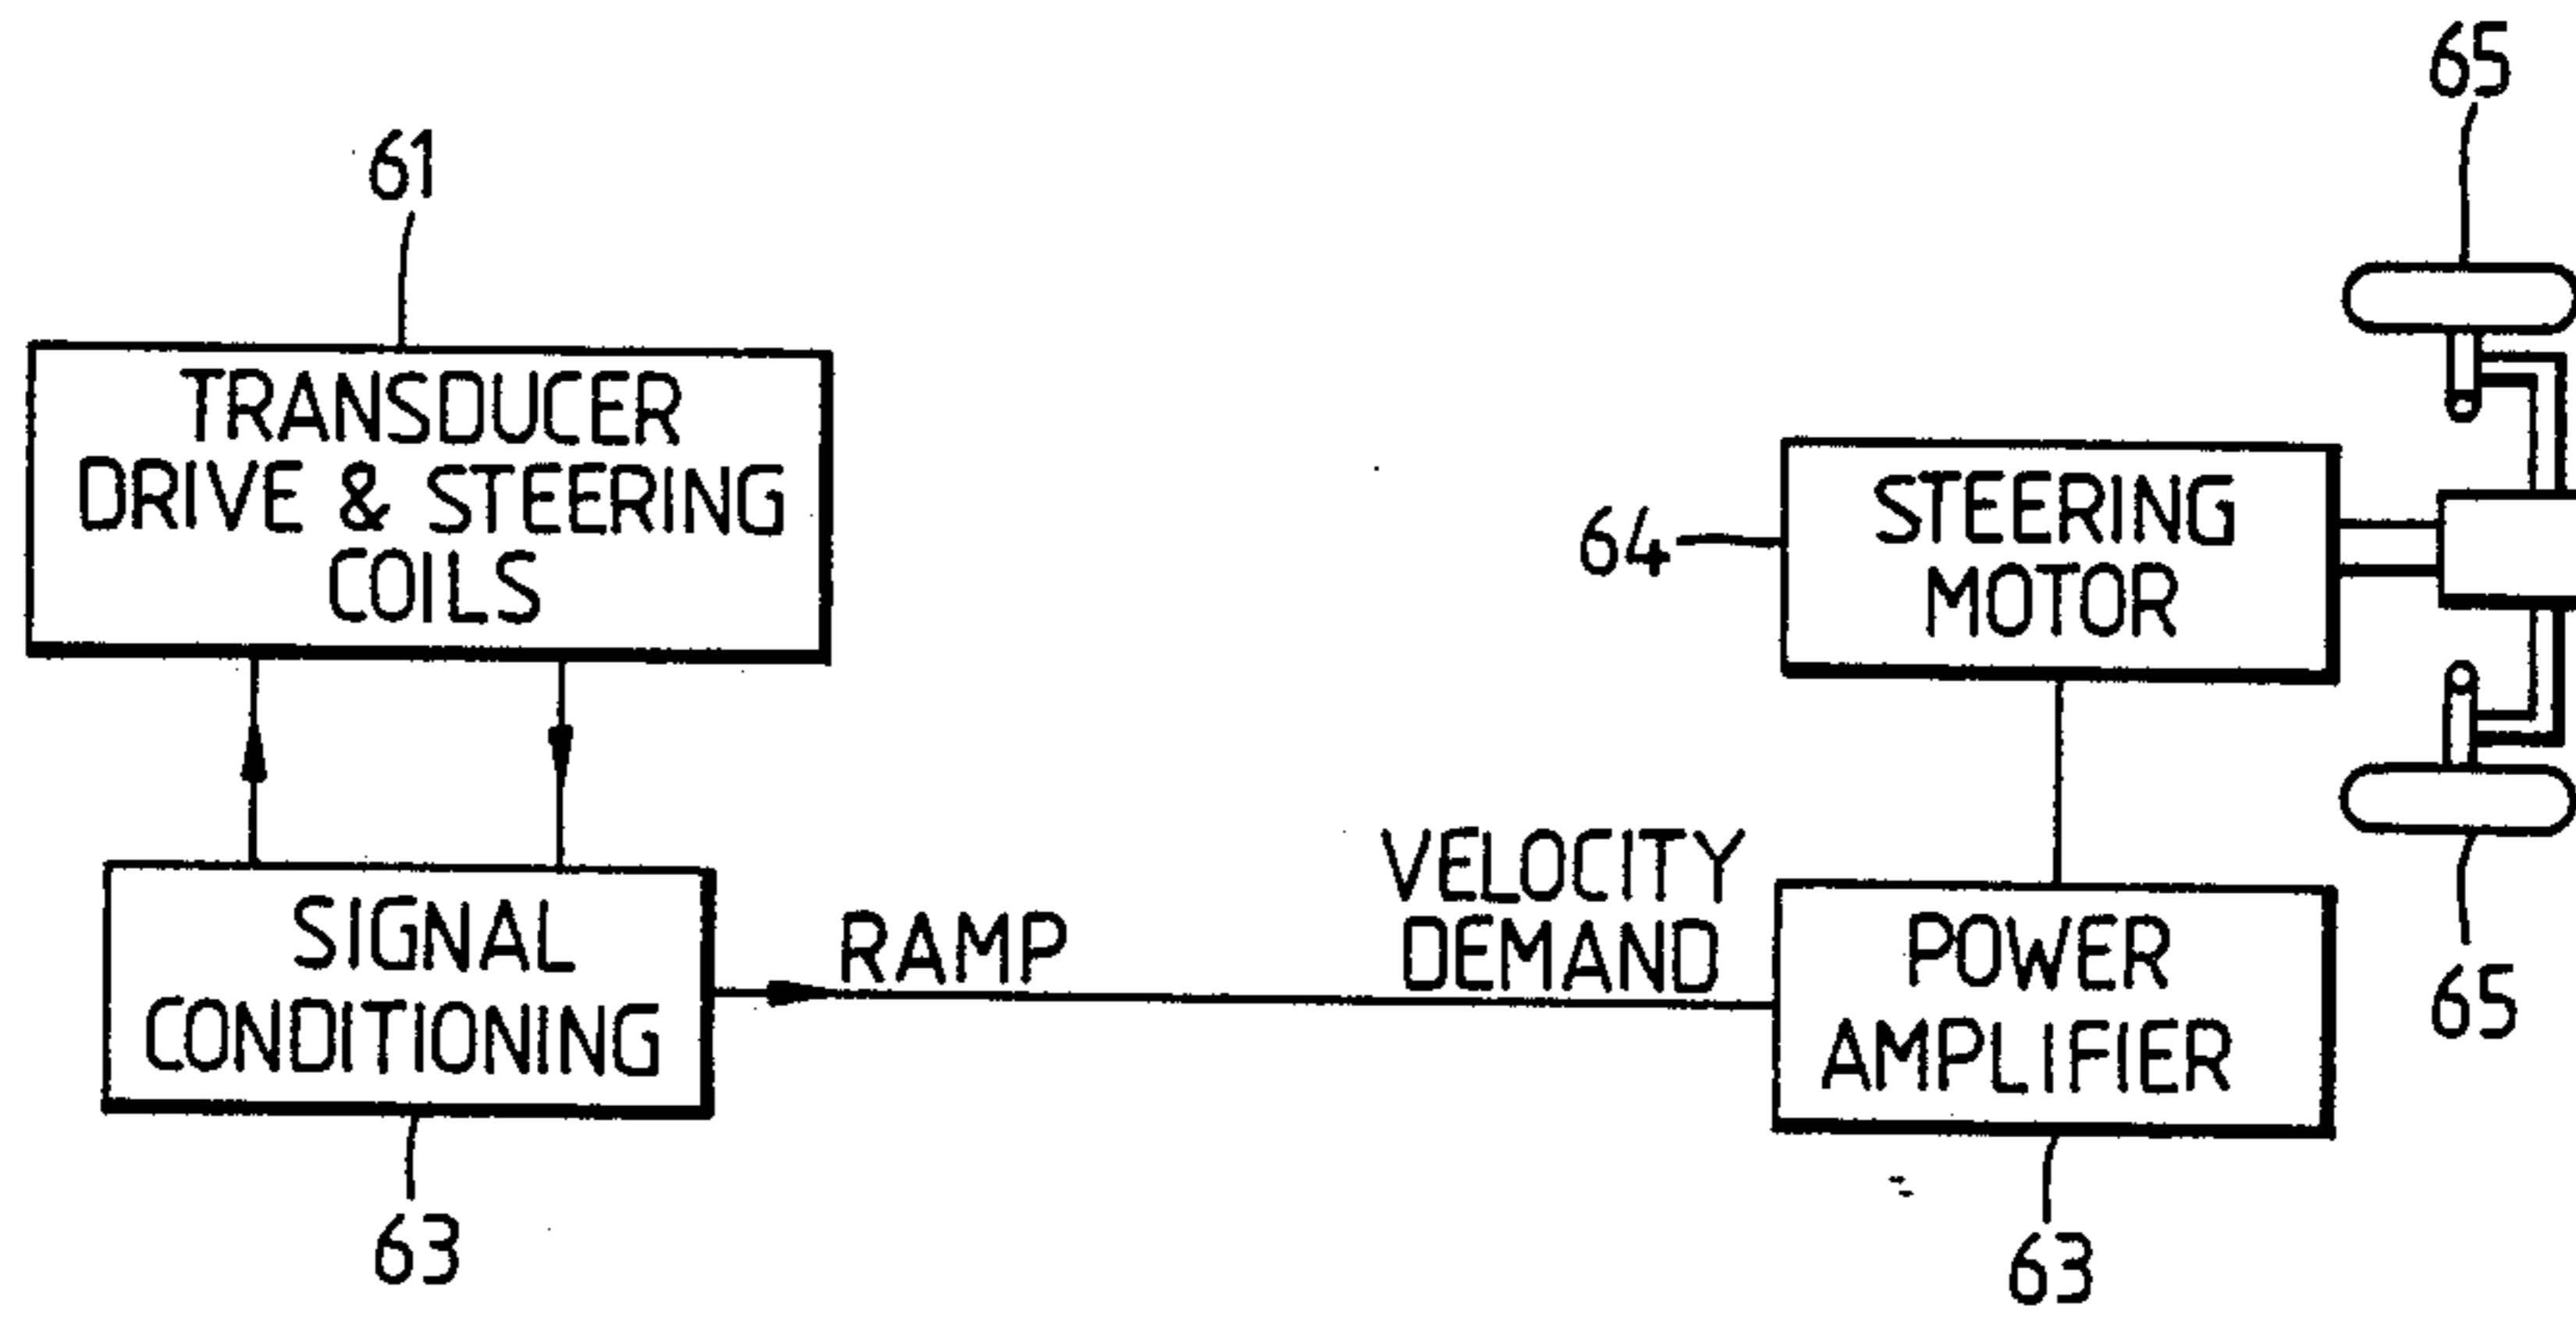 65
61
TRANSDUCER
DRIVE & STEERING
COILS
64
STEERING
MOTOR
VELOCITY
DEMAND
RAMP
SIGNAL
CONDITIONING
POWER
AMPLIFIER
65
63
63